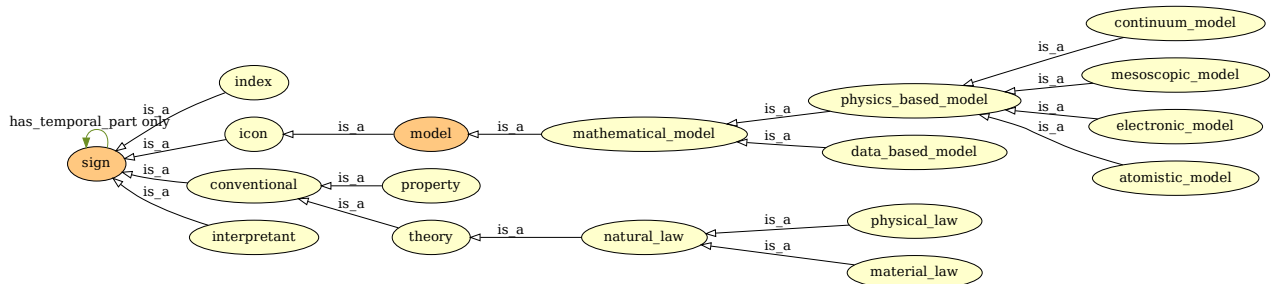 continuum_model
is_a
mesoscopic_model
index
is_a
is_a
physics_based_model
is_a
has_temporal_part only
is_a
is_a
electronic_model
icon
is_a
model
is_a
mathematical_model
is_a
is_a
is_a
data_based_model
sign
is_a
atomistic_model
is_a
conventional
is_a
property
is_a
is_a
physical_law
interpretant
theory
is_a
natural_law
is_a
material_law